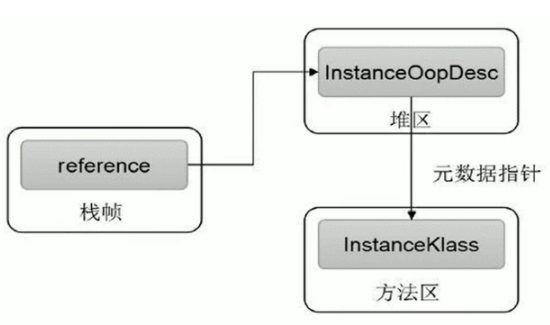 InstanceOopDesc
堆区
reference
栈帧
元数据指针
InstanceKlass
方法区